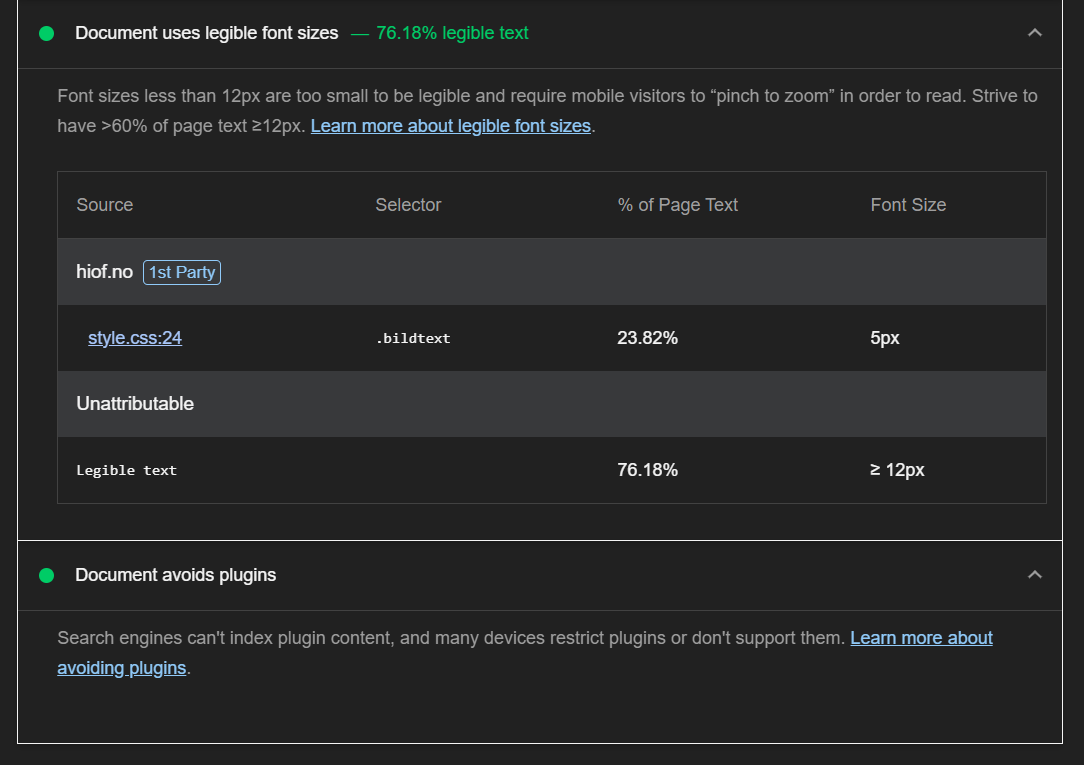 Document uses legible font sizes — 76.18% legible text
Font sizes less than 12px are too small to be legible and require mobile visitors to “pinch to zoom” in order to read. Strive to
have >60% of page text ≥12px. Learn more about legible font sizes.
Source Selector % of Page Text Font Size
hiof.no 1st Party
style.css:24 .bildtext 23.82% 5px
Unattributable
Legible text 76.18% ≥ 12px
Document avoids plugins
Search engines can't index plugin content, and many devices restrict plugins or don't support them. Learn more about
avoiding plugins.